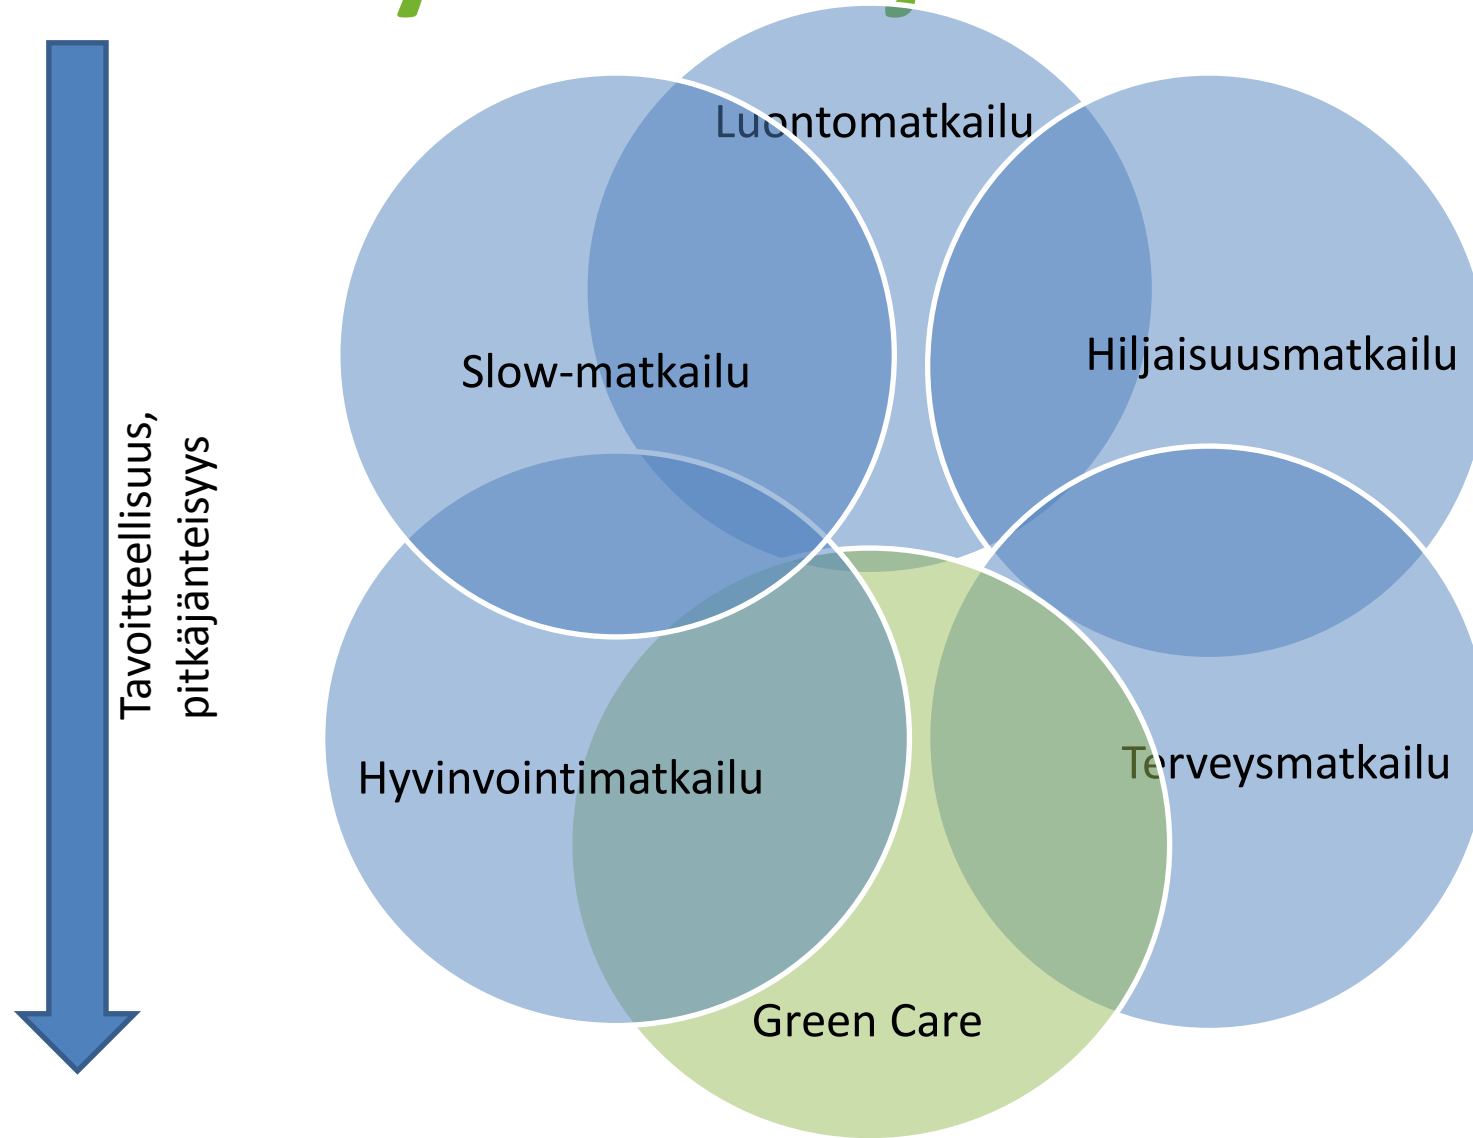 Luontomatkailu
Slow-matkailu
Hiljaisuusmatkailu
Tavoitteellisuus,
pitkäjänteisyys
Hyvinvointimatkailu
Terveysmatkailu
Green Care